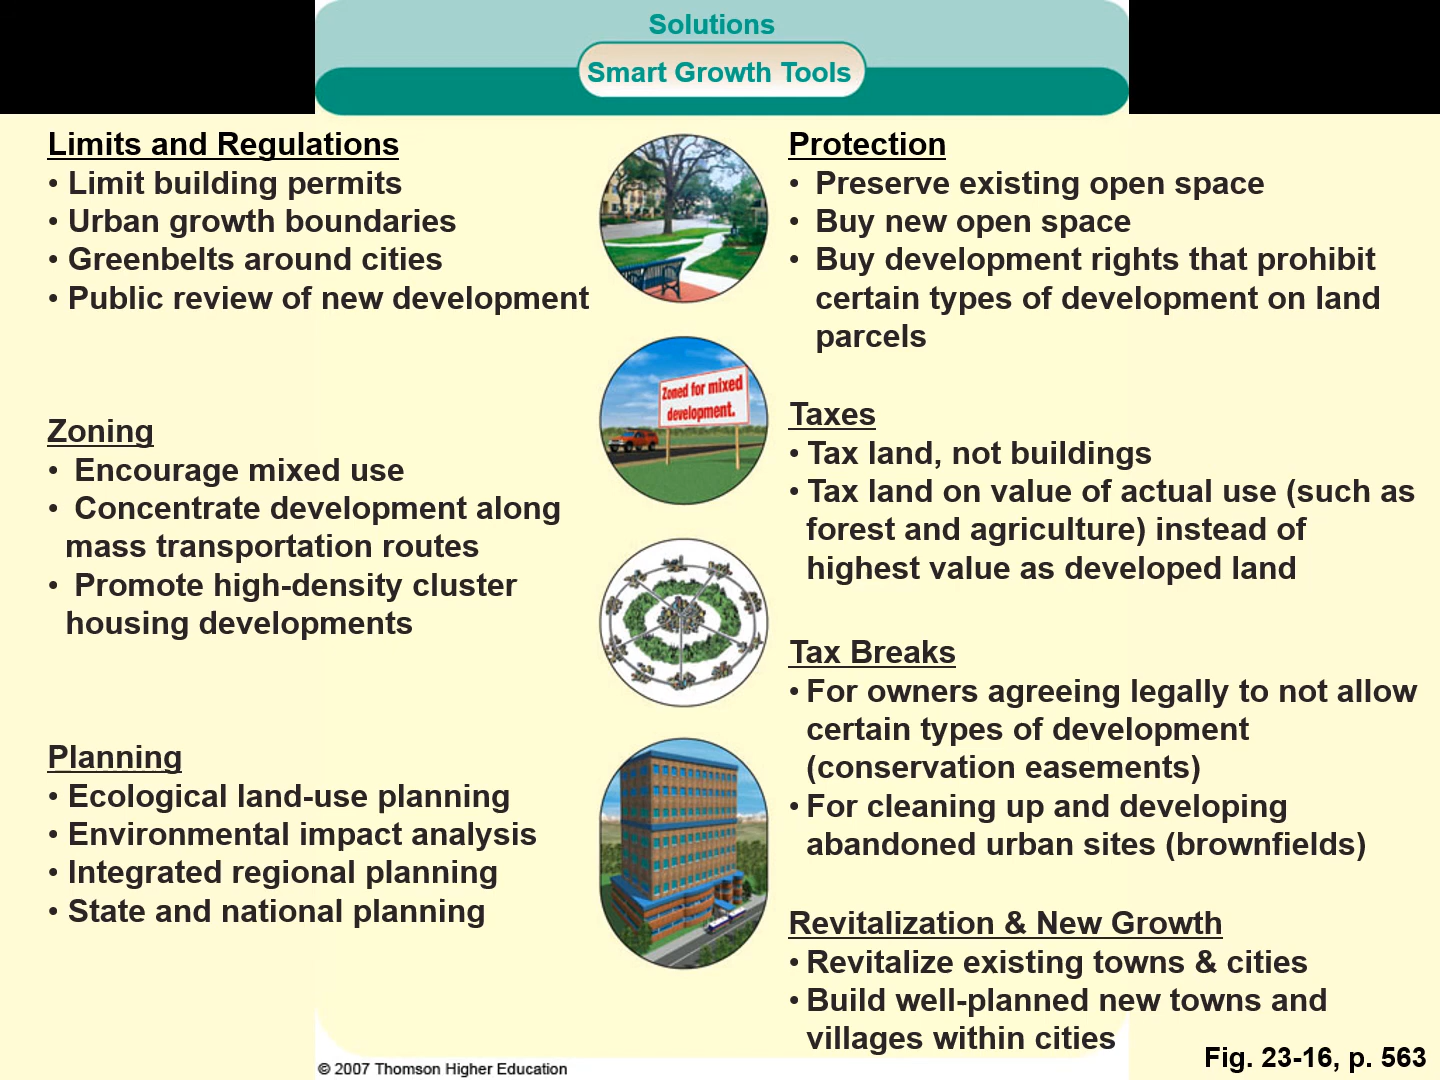 Solutions
Smart Growth Tools
Limits and Regulations
• Limit building permits
• Urban growth boundaries
• Greenbelts around cities
• Public review of new development
Zoning
• Encourage mixed use
• Concentrate development along
mass transportation routes
• Promote high-density cluster
housing developments
Planning
• Ecological land-use planning
• Environmental impact analysis
• Integrated regional planning
• State and national planning
Zoned for mixed
development.
Protection
• Preserve existing open space
• Buy new open space
• Buy development rights that prohibit
certain types of development on land
parcels
Taxes
• Tax land, not buildings
• Tax land on value of actual use (such as
forest and agriculture) instead of
highest value as developed land
Tax Breaks
• For owners agreeing legally to not allow
certain types of development
(conservation easements)
• For cleaning up and developing
abandoned urban sites (brownfields)
Revitalization & New Growth
• Revitalize existing towns & cities
• Build well-planned new towns and
villages within cities
Fig. 23-16, p. 563
© 2007 Thomson Higher Education